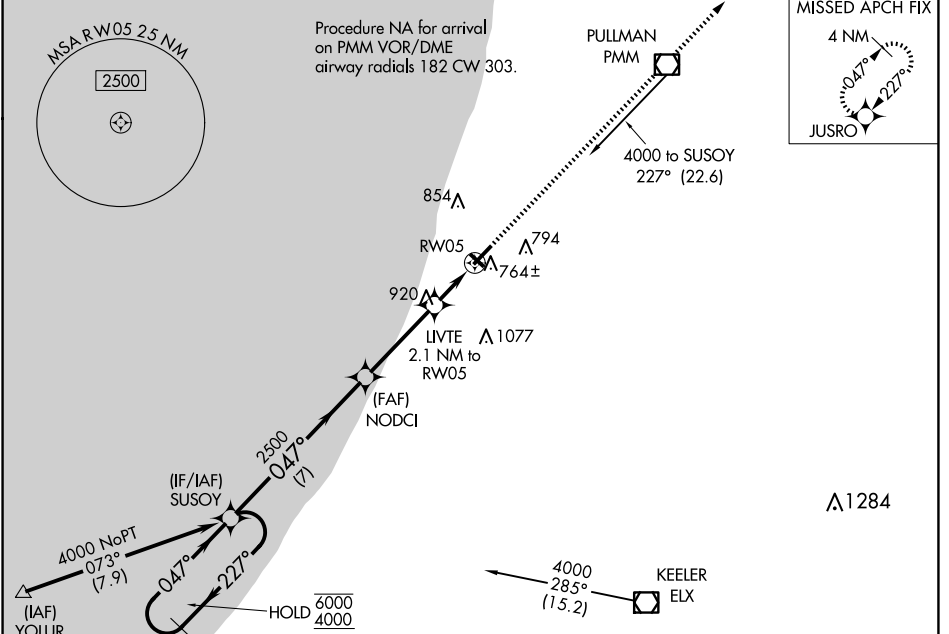 MSA RW05 25 NM
2500
Procedure NA for arrival
on PMM VOR/DME
airway radials 182 CW 303.
PULLMAN
PMM
MISSED APCH FIX
4 NM
047°
227°
JUSRO
4000 to SUSOY
227° (22.6)
854
RW05
794
764±
920
LIVTE
2.1 NM to
RW05
1077
(FAF)
NODCI
2500
047°
(7)
(IF/IAF)
SUSOY
4000 NoPT
073°
(7.9)
047°
227°
(IAF)
HOLD
6000
4000
4000
285°
(15.2)
KEELER
ELX
1284